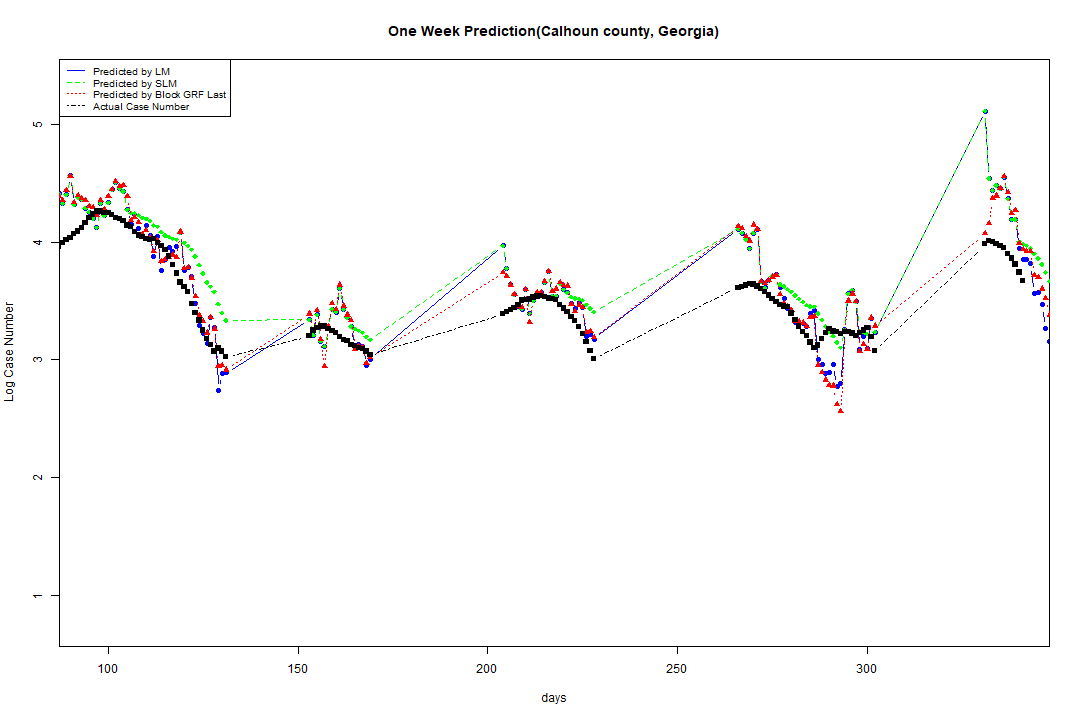 One Week Prediction(Calhoun county, Georgia)
Predicted by LM
Predicted by SLM
Predicted by Block GRF Last
Actual Case Number
Log Case Number
5
4
3
2
1
100 150 200 250 300
days